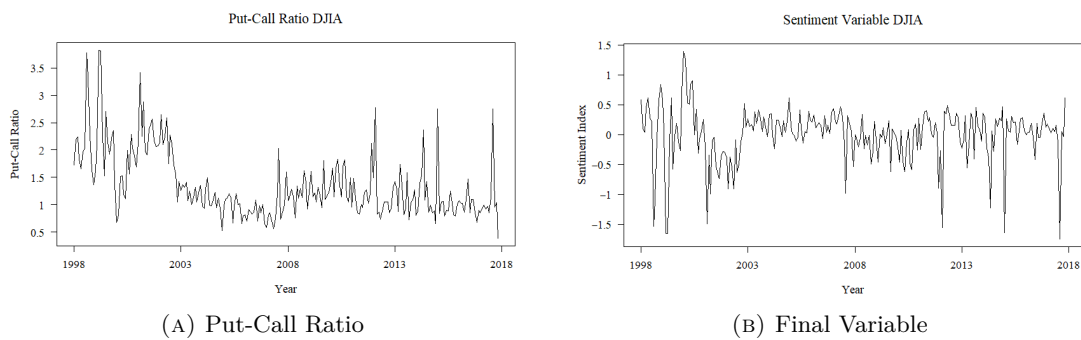 Put-Call Ratio DJIA
Put-Call Ratio
3.5
3
2.5
2
1.5
1
0.5
1998 2003 2008 2013 2018
Year
(A) Put-Call Ratio
Sentiment Variable DJIA
Sentiment Index
1.5
1
0.5
0
−0.5
−1
−1.5
1998 2003 2008 2013 2018
Year
(B) Final Variable